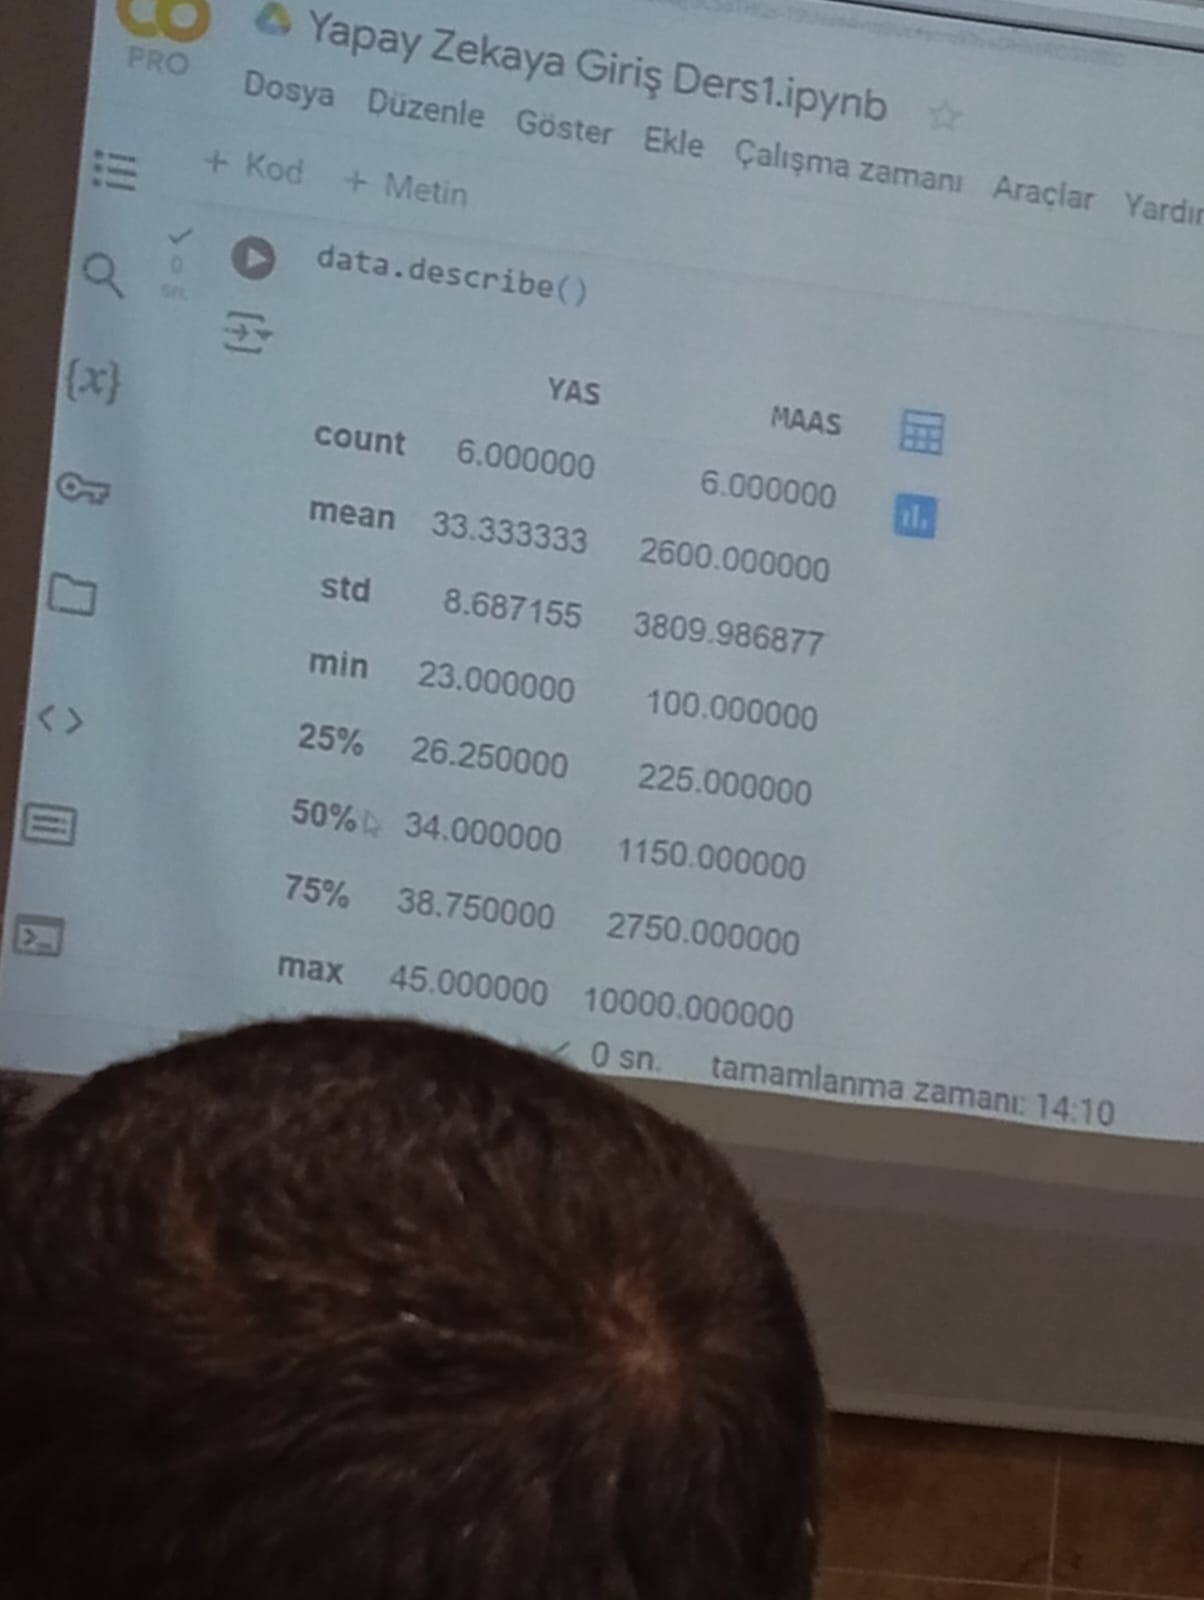 CO
PRO
Yapay Zekaya Giriş Ders1.ipynb
Dosya Düzenle Göster Ekle Çalışma zamanı Araçlar Yardır
+ Kod + Metin
0
sn.
data.describe()
{x}
YAS MAAS
count 6.000000 6.000000
mean 33.333333 2600.000000
std 8.687155 3809.986877
min 23.000000 100.000000
25% 26.250000 225.000000
50% 34.000000 1150.000000
75% 38.750000 2750.000000
max 45.000000 10000.000000
0 sn. tamamlanma zamanı: 14:10